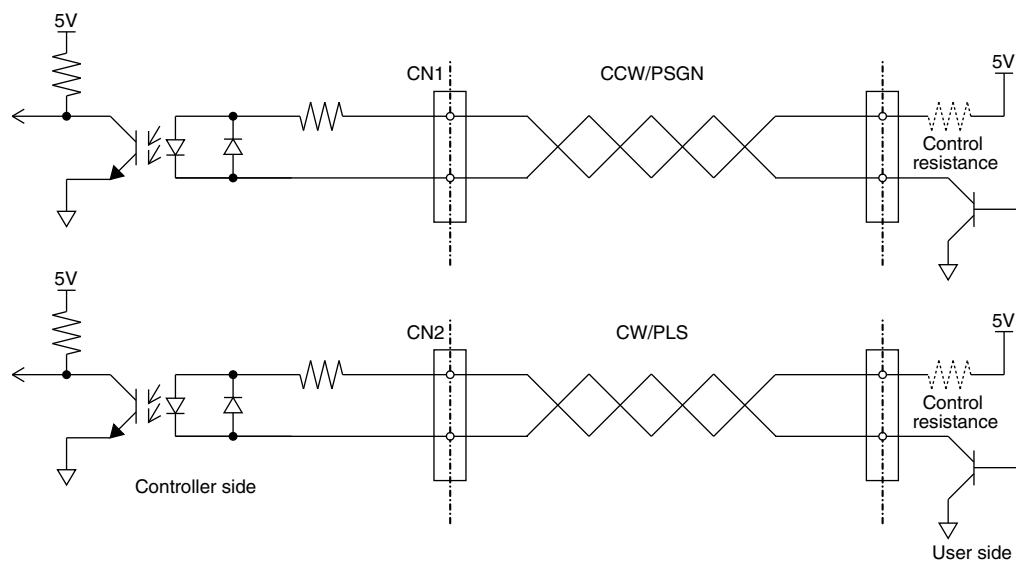 5V
5V
CN1
CCW/PSGN
Control
resistance
5V
5V
CN2
CW/PLS
Control
resistance
Controller side
User side